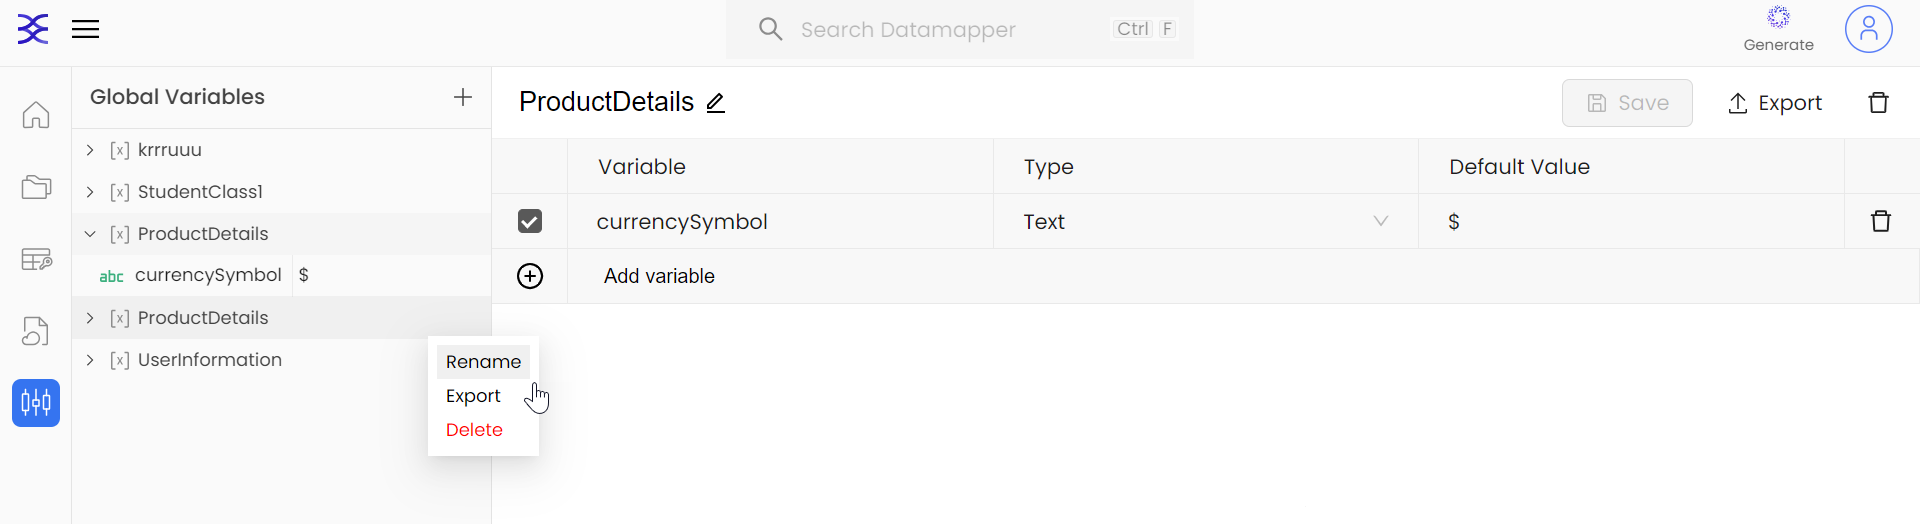 Search Datamapper Ctrl F
Generate
Global Variables
krrruuu
StudentClass1
ProductDetails
abc currencySymbol $
ProductDetails
UserInformation
Rename
Export
Delete
ProductDetails
Save Export
Variable Type Default Value
currencySymbol Text $
Add variable